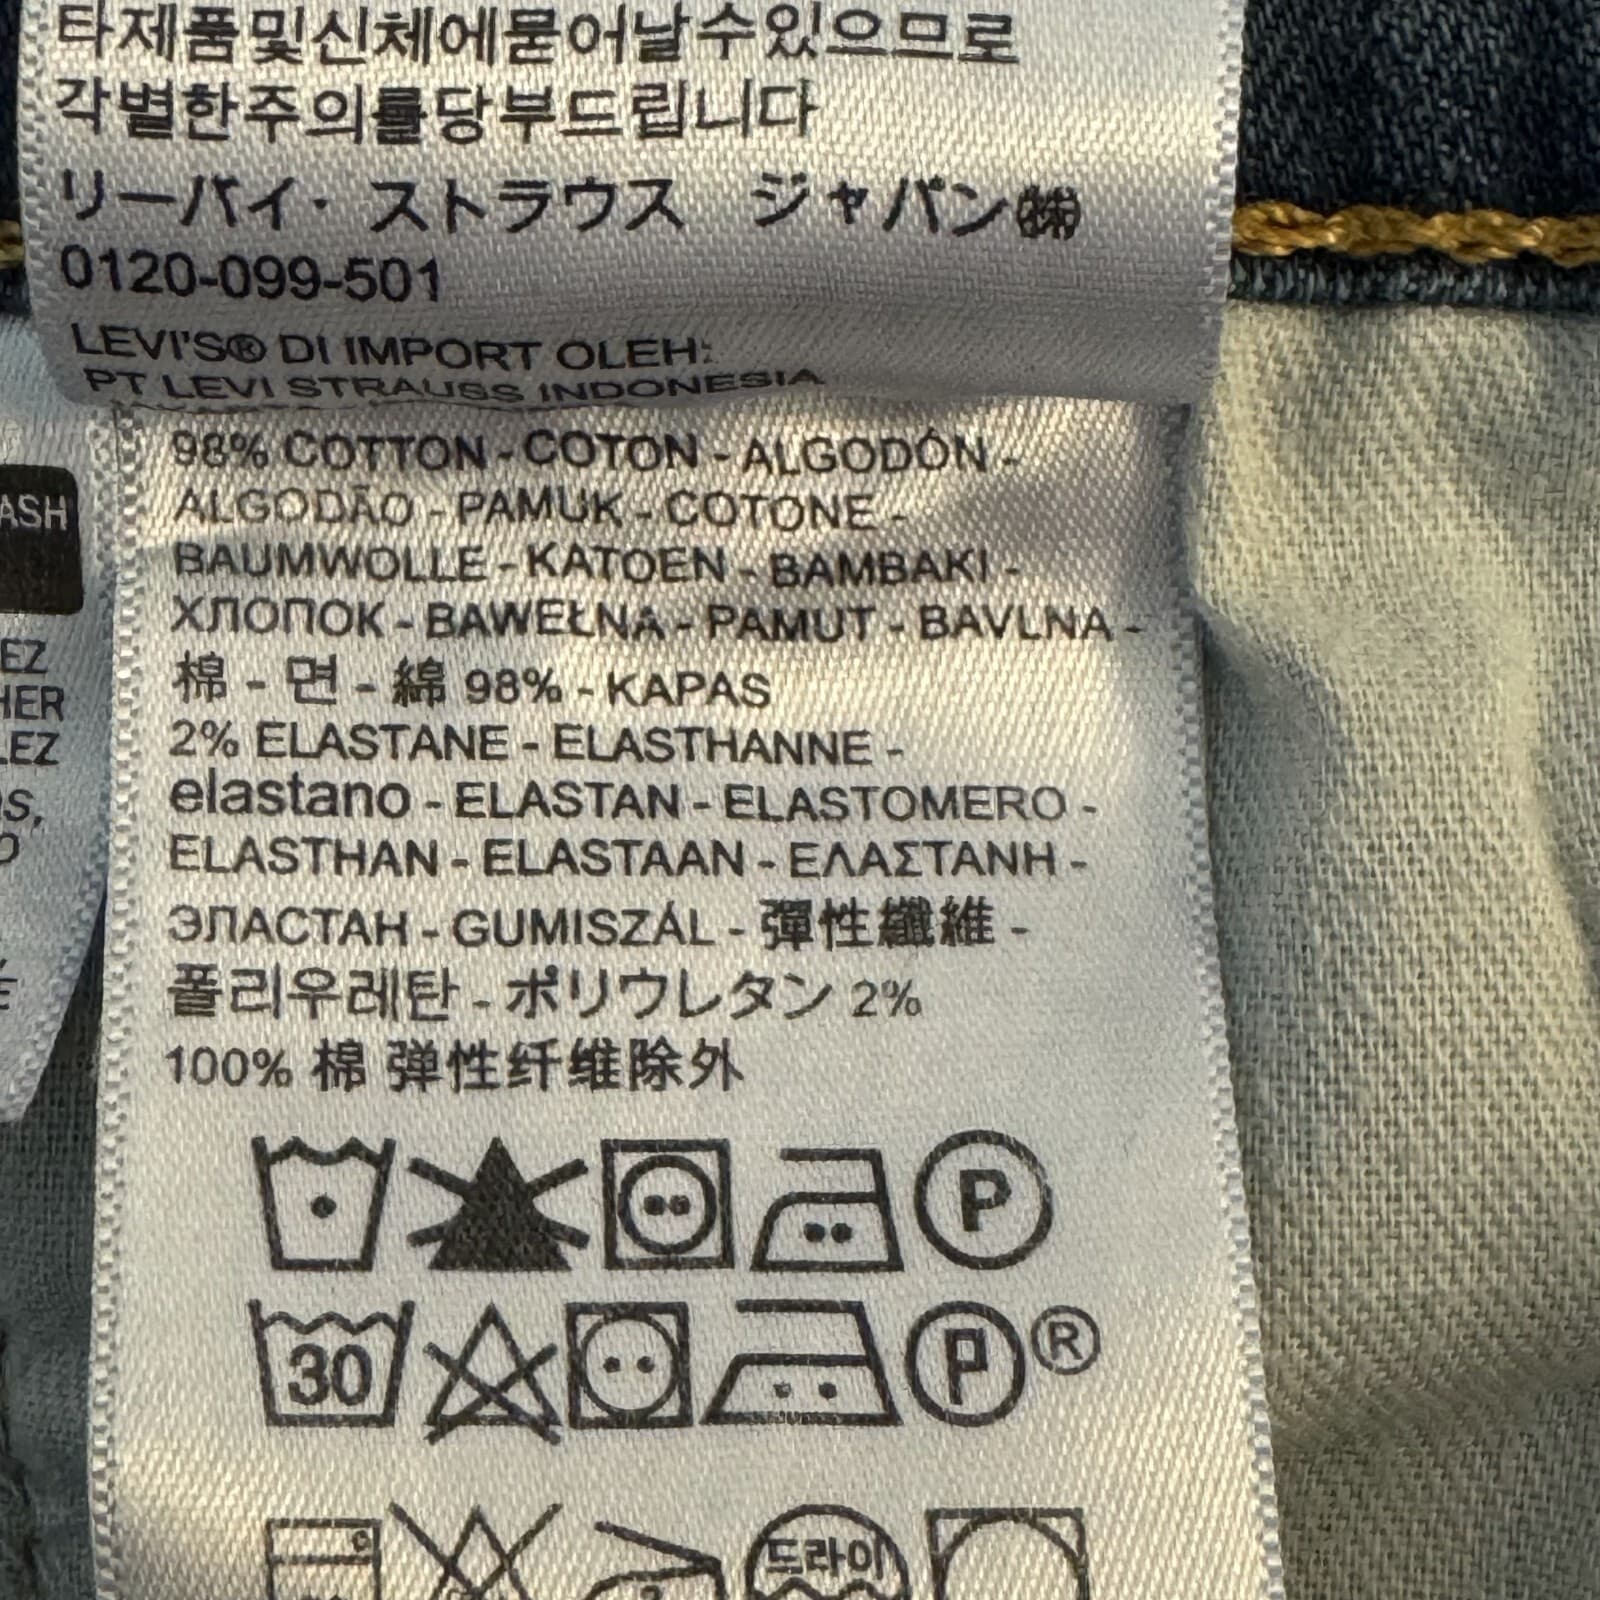 타제품및신체에묻어날수있으므로
각별한주의를당부드립니다
リーバイ・ストラウス ジャパン㈱
0120-099-501
LEVI'S® DI IMPORT OLEH:
PT LEVI STRAUSS INDONESIA
98% COTTON - COTON - ALGODÓN -
ALGODÃO - PAMUK - COTONE -
BAUMWOLLE - KATOEN - BAMBAKI -
ХЛОПОК - BAWEŁNA - PAMUT - BAVLNA -
棉 - 면 - 綿 98% - KAPAS
2% ELASTANE - ELASTHANNE -
elastano - ELASTAN - ELASTOMERO -
ELASTHAN - ELASTAAN - ΕΛΑΣΤΑΝΗ -
ЭЛАСТАН - GUMISZÁL - 彈性纖維 -
폴리우레탄 - ポリウレタン 2%
100% 棉 弹性纤维除外
P
30 P ®
드라이
ASH
EZ
HER
LEZ